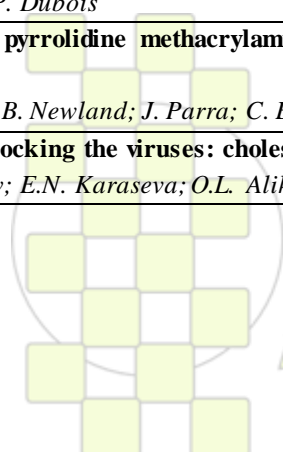 P. Dubois
pyrrolidine methacrylam
B. Newland; J. Parra; C.
ocking the viruses: choles
; E.N. Karaseva; O.L. Alik